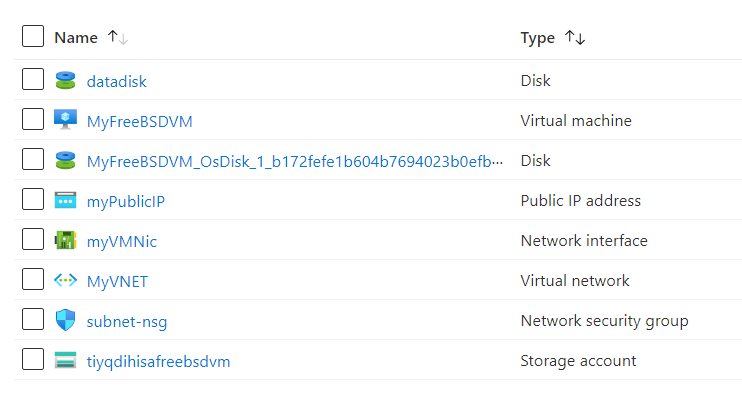 Name ↑↓ Type ↑↓
datadisk Disk
MyFreeBSDVM Virtual machine
MyFreeBSDVM_OsDisk_1_b172fefe1b604b7694023b0efb··· Disk
myPublicIP Public IP address
myVMNic Network interface
MyVNET Virtual network
subnet-nsg Network security group
tiyqdihisafreebsdvm Storage account